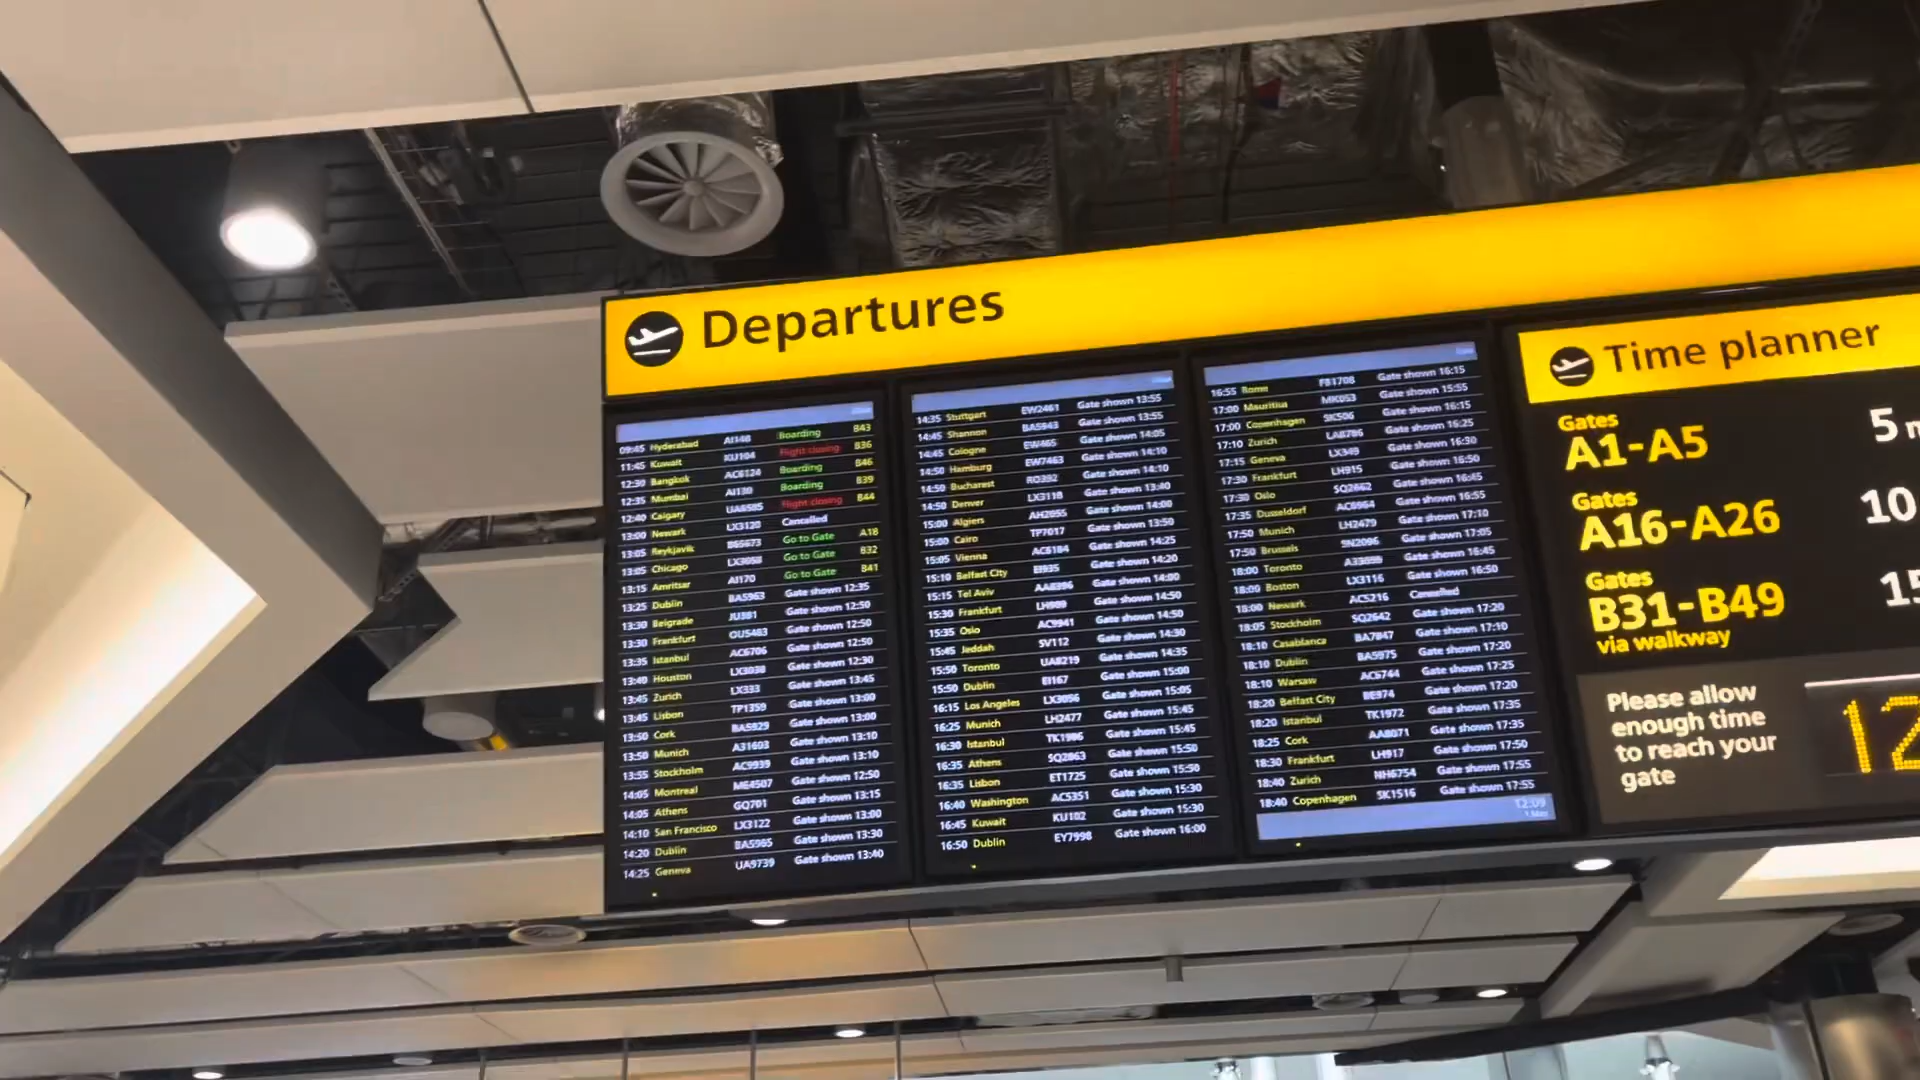 Departures
09:45 Hyderabad AI148 Boarding B43
11:45 Kuwait KU104 Flight closing B36
12:30 Bangkok AC6124 Boarding B46
12:35 Mumbai AI130 Boarding B39
12:40 Calgary UA6585 Flight closing B44
13:00 Newark LX3120 Cancelled
13:05 Reykjavik Go to Gate A18
13:05 Chicago LX3058 Go to Gate B32
13:15 Amritsar AI170 Go to Gate B41
13:25 Dublin BA5963 Gate shown 12:35
13:30 Belgrade JU381 Gate shown 12:50
13:30 Frankfurt OU5483 Gate shown 12:50
13:35 Istanbul AC6706 Gate shown 12:50
13:40 Houston LX3038 Gate shown 12:30
13:45 Zurich LX333 Gate shown 13:45
13:45 Lisbon TP1359 Gate shown 13:00
13:50 Cork BA5929 Gate shown 13:00
13:50 Munich A31603 Gate shown 13:10
13:55 Stockholm AC9939 Gate shown 13:10
14:05 Montreal ME4507 Gate shown 12:50
14:05 Athens GQ701 Gate shown 13:15
14:10 San Francisco LX3122 Gate shown 13:00
14:20 Dublin BA5965 Gate shown 13:30
14:25 Geneva UA9739 Gate shown 13:40
14:35 Stuttgart EW2461 Gate shown 13:55
14:45 Shannon BA5943 Gate shown 13:55
14:45 Cologne EW465 Gate shown 14:05
14:50 Hamburg EW7463 Gate shown 14:10
14:50 Bucharest RO392 Gate shown 14:10
14:50 Denver LX3118 Gate shown 13:40
15:00 Algiers AH2055 Gate shown 14:00
15:00 Cairo TP7017 Gate shown 13:50
15:05 Vienna AC6184 Gate shown 14:25
15:10 Belfast City EI935 Gate shown 14:20
15:15 Tel Aviv AA8396 Gate shown 14:00
15:30 Frankfurt LH909 Gate shown 14:50
15:35 Oslo AC9941 Gate shown 14:50
15:45 Jeddah SV112 Gate shown 14:30
15:50 Toronto UA8219 Gate shown 14:35
15:50 Dublin EI167 Gate shown 15:00
16:15 Los Angeles LX3056 Gate shown 15:05
16:25 Munich LH2477 Gate shown 15:45
16:30 Istanbul TK1986 Gate shown 15:45
16:35 Athens SQ2863 Gate shown 15:50
16:35 Lisbon ET1725 Gate shown 15:50
16:40 Washington AC5351 Gate shown 15:30
16:45 Kuwait KU102 Gate shown 15:30
16:50 Dublin EY7998 Gate shown 16:00
16:55 Rome FB1708 Gate shown 16:15
17:00 Mauritius MK053 Gate shown 15:55
17:00 Copenhagen SK506 Gate shown 16:15
17:10 Zurich LA8786 Gate shown 16:25
17:15 Geneva LX349 Gate shown 16:30
17:30 Frankfurt LH915 Gate shown 16:50
17:30 Oslo SQ2662 Gate shown 16:45
17:35 Dusseldorf AC6964 Gate shown 16:55
17:50 Munich LH2479 Gate shown 17:10
17:50 Brussels SN2096 Gate shown 17:05
18:00 Toronto Gate shown 16:45
18:00 Boston LX3116 Gate shown 16:50
18:00 Newark AC5216 Cancelled
18:05 Stockholm SQ2642 Gate shown 17:20
18:10 Casablanca BA7847 Gate shown 17:10
18:10 Dublin BA5975 Gate shown 17:20
18:10 Warsaw AC6744 Gate shown 17:25
18:20 Belfast City BE974 Gate shown 17:20
18:20 Istanbul TK1972 Gate shown 17:35
18:25 Cork AA8071 Gate shown 17:35
18:30 Frankfurt LH917 Gate shown 17:50
18:40 Zurich NH6754 Gate shown 17:55
18:40 Copenhagen SK1516 Gate shown 17:55
12:09
Time planner
Gates
A1-A5 5
Gates
A16-A26 10
Gates
B31-B49 15
via walkway
Please allow
enough time
to reach your
gate
12